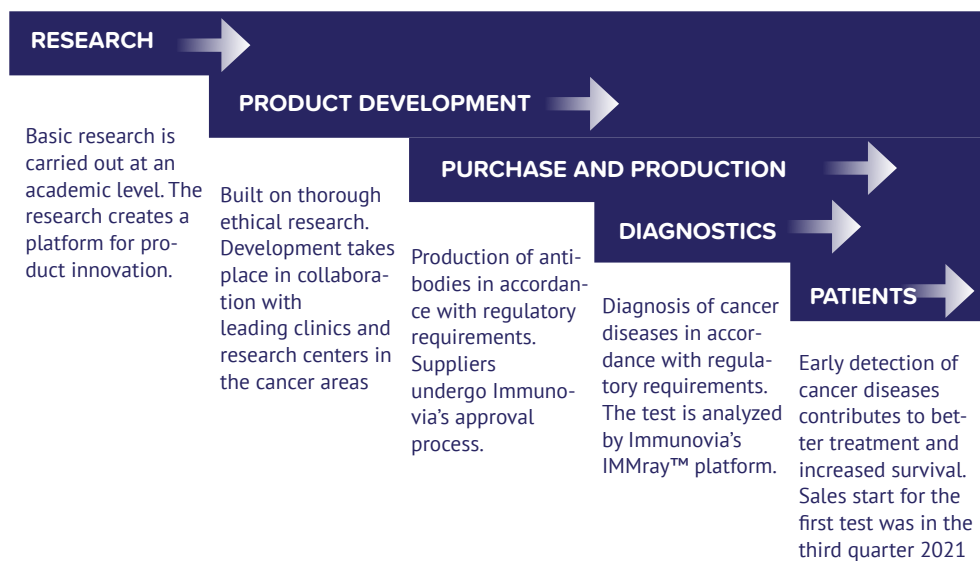 RESEARCH
Basic research is
carried out at an
academic level. The
research creates a
platform for pro-
duct innovation.
PRODUCT DEVELOPMENT
Built on thorough
ethical research.
Development takes
place in collabora-
tion with
leading clinics and
research centers in
the cancer areas
PURCHASE AND PRODUCTION
Production of anti-
bodies in accordan-
ce with regulatory
requirements.
Suppliers
undergo Immuno-
via’s approval
process.
DIAGNOSTICS
Diagnosis of cancer
diseases in accor-
dance with regula-
tory requirements.
The test is analyzed
by Immunovia’s
IMMray™ platform.
PATIENTS
Early detection of
cancer diseases
contributes to bet-
ter treatment and
increased survival.
Sales start for the
first test was in the
third quarter 2021